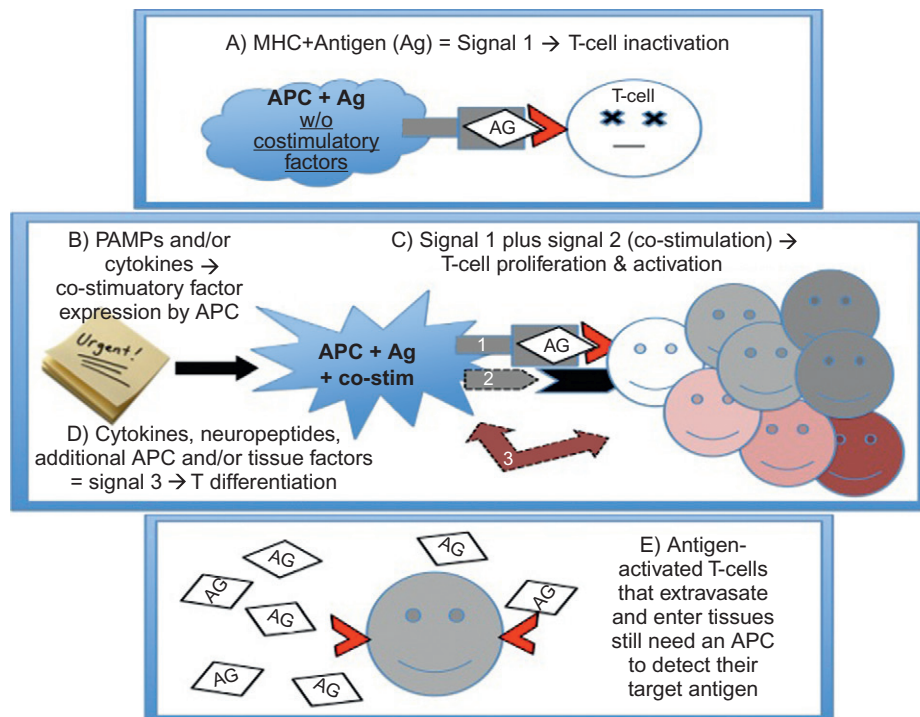 A) MHC+Antigen (Ag) = Signal 1 → T-cell inactivation
APC + Ag
w/o
costimulatory
factors
AG
T-cell
B) PAMPs and/or
cytokines →
co-stimuatory factor
expression by APC
C) Signal 1 plus signal 2 (co-stimulation) →
T-cell proliferation & activation
Urgent!
APC + Ag
+ co-stim
1
AG
2
3
D) Cytokines, neuropeptides,
additional APC and/or tissue factors
= signal 3 → T differentiation
AG
AG
AG
AG
AG
AG
AG
E) Antigen-
activated T-cells
that extravasate
and enter tissues
still need an APC
to detect their
target antigen